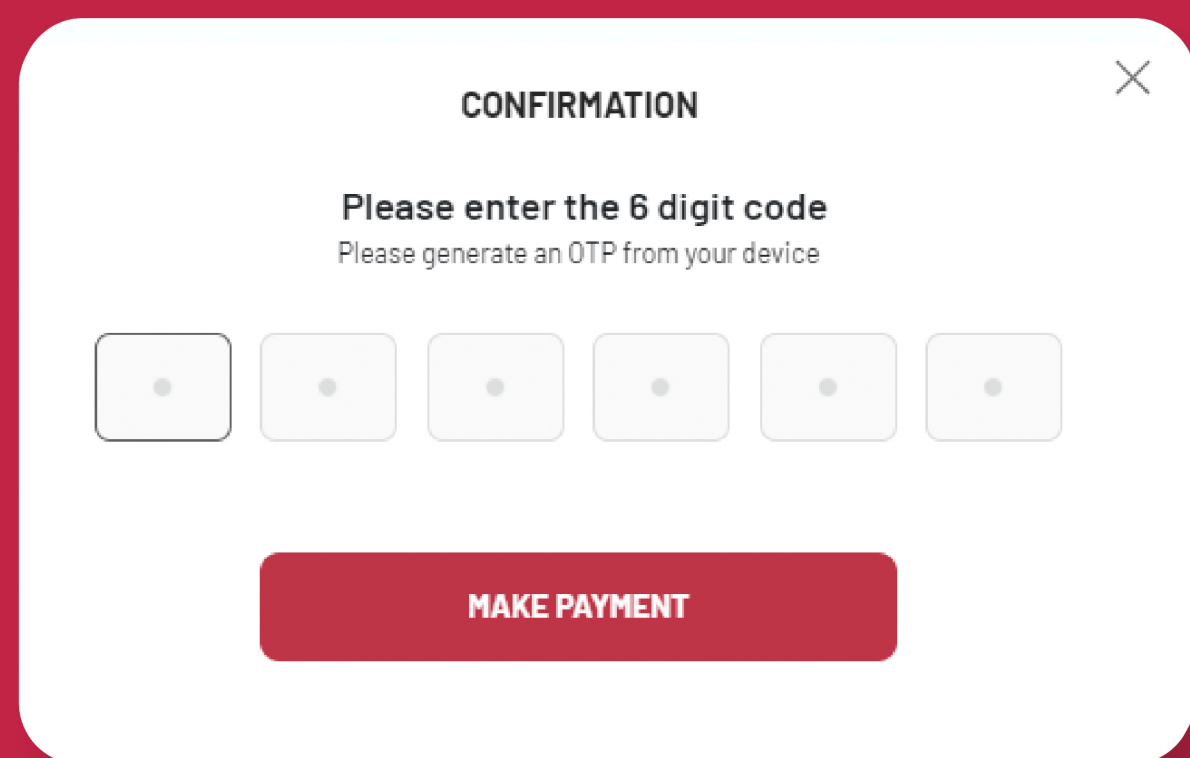 CONFIRMATION
Please enter the 6 digit code
Please generate an OTP from your device
MAKE PAYMENT